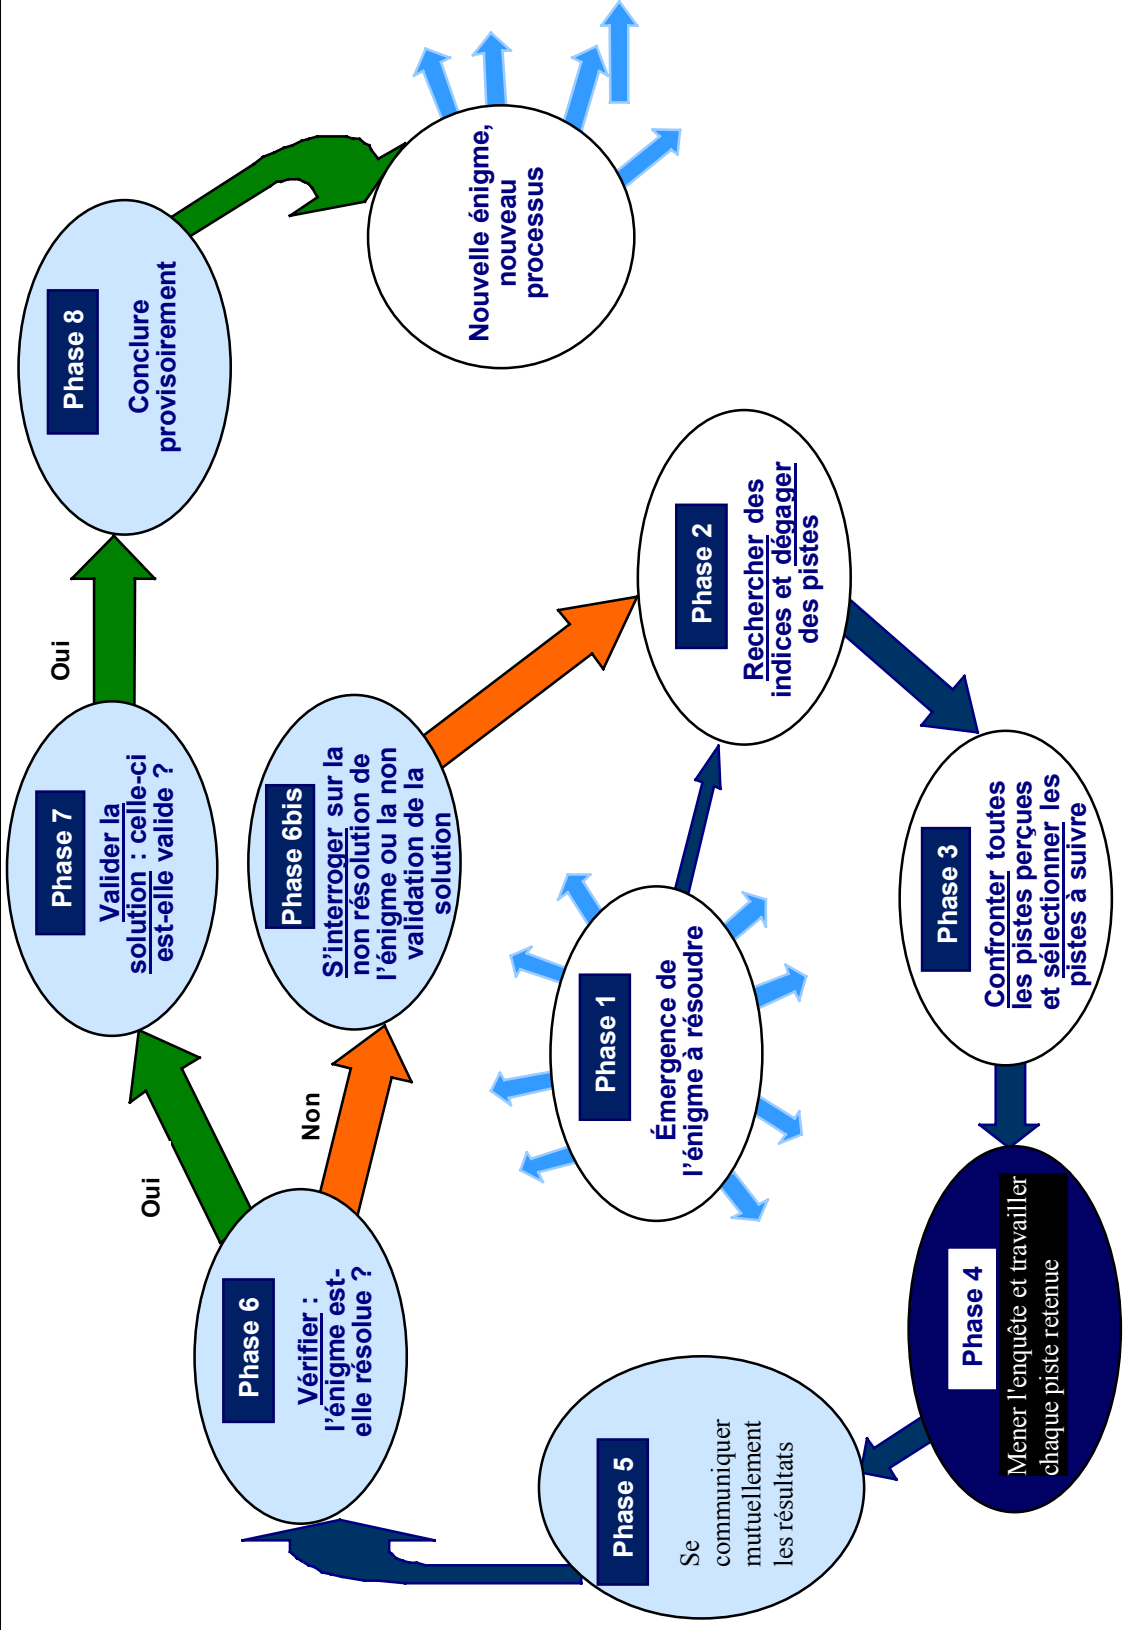 Phase 1
Émergence de
l'énigme à résoudre
Phase 2
Rechercher des
indices et dégager
des pistes
Phase 3
Confronter toutes
les pistes perçues
et sélectionner les
pistes à suivre
Phase 4
Mener l'enquête et travailler
chaque piste retenue
Phase 5
Se
communiquer
mutuellement
les résultats
Phase 6
Vérifier :
l'énigme est-
elle résolue ?
Oui
Non
Phase 6bis
S'interroger sur la
non résolution de
l'énigme ou la non
validation de la
solution
Phase 7
Valider la
solution : celle-ci
est-elle valide ?
Oui
Phase 8
Conclure
provisoirement
Nouvelle énigme,
nouveau
processus